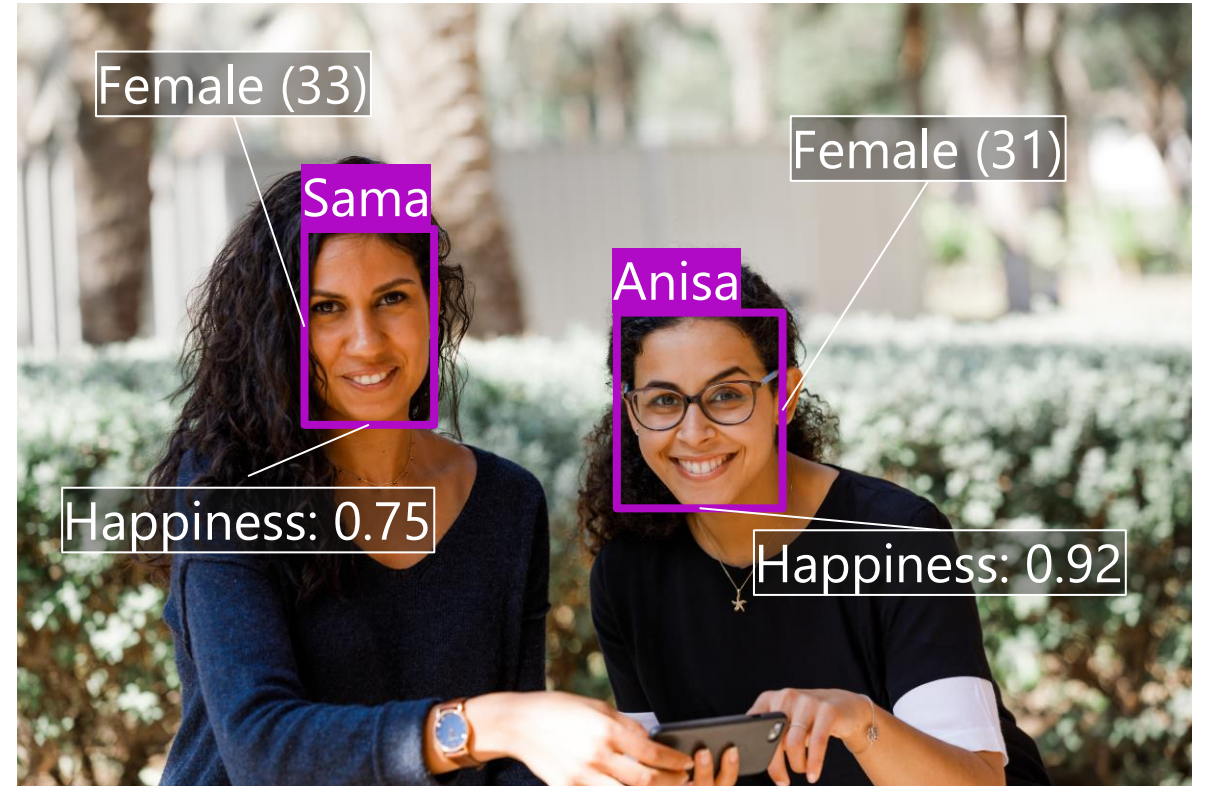 Female (33)
Sama
Happiness: 0.75
Female (31)
Anisa
Happiness: 0.92